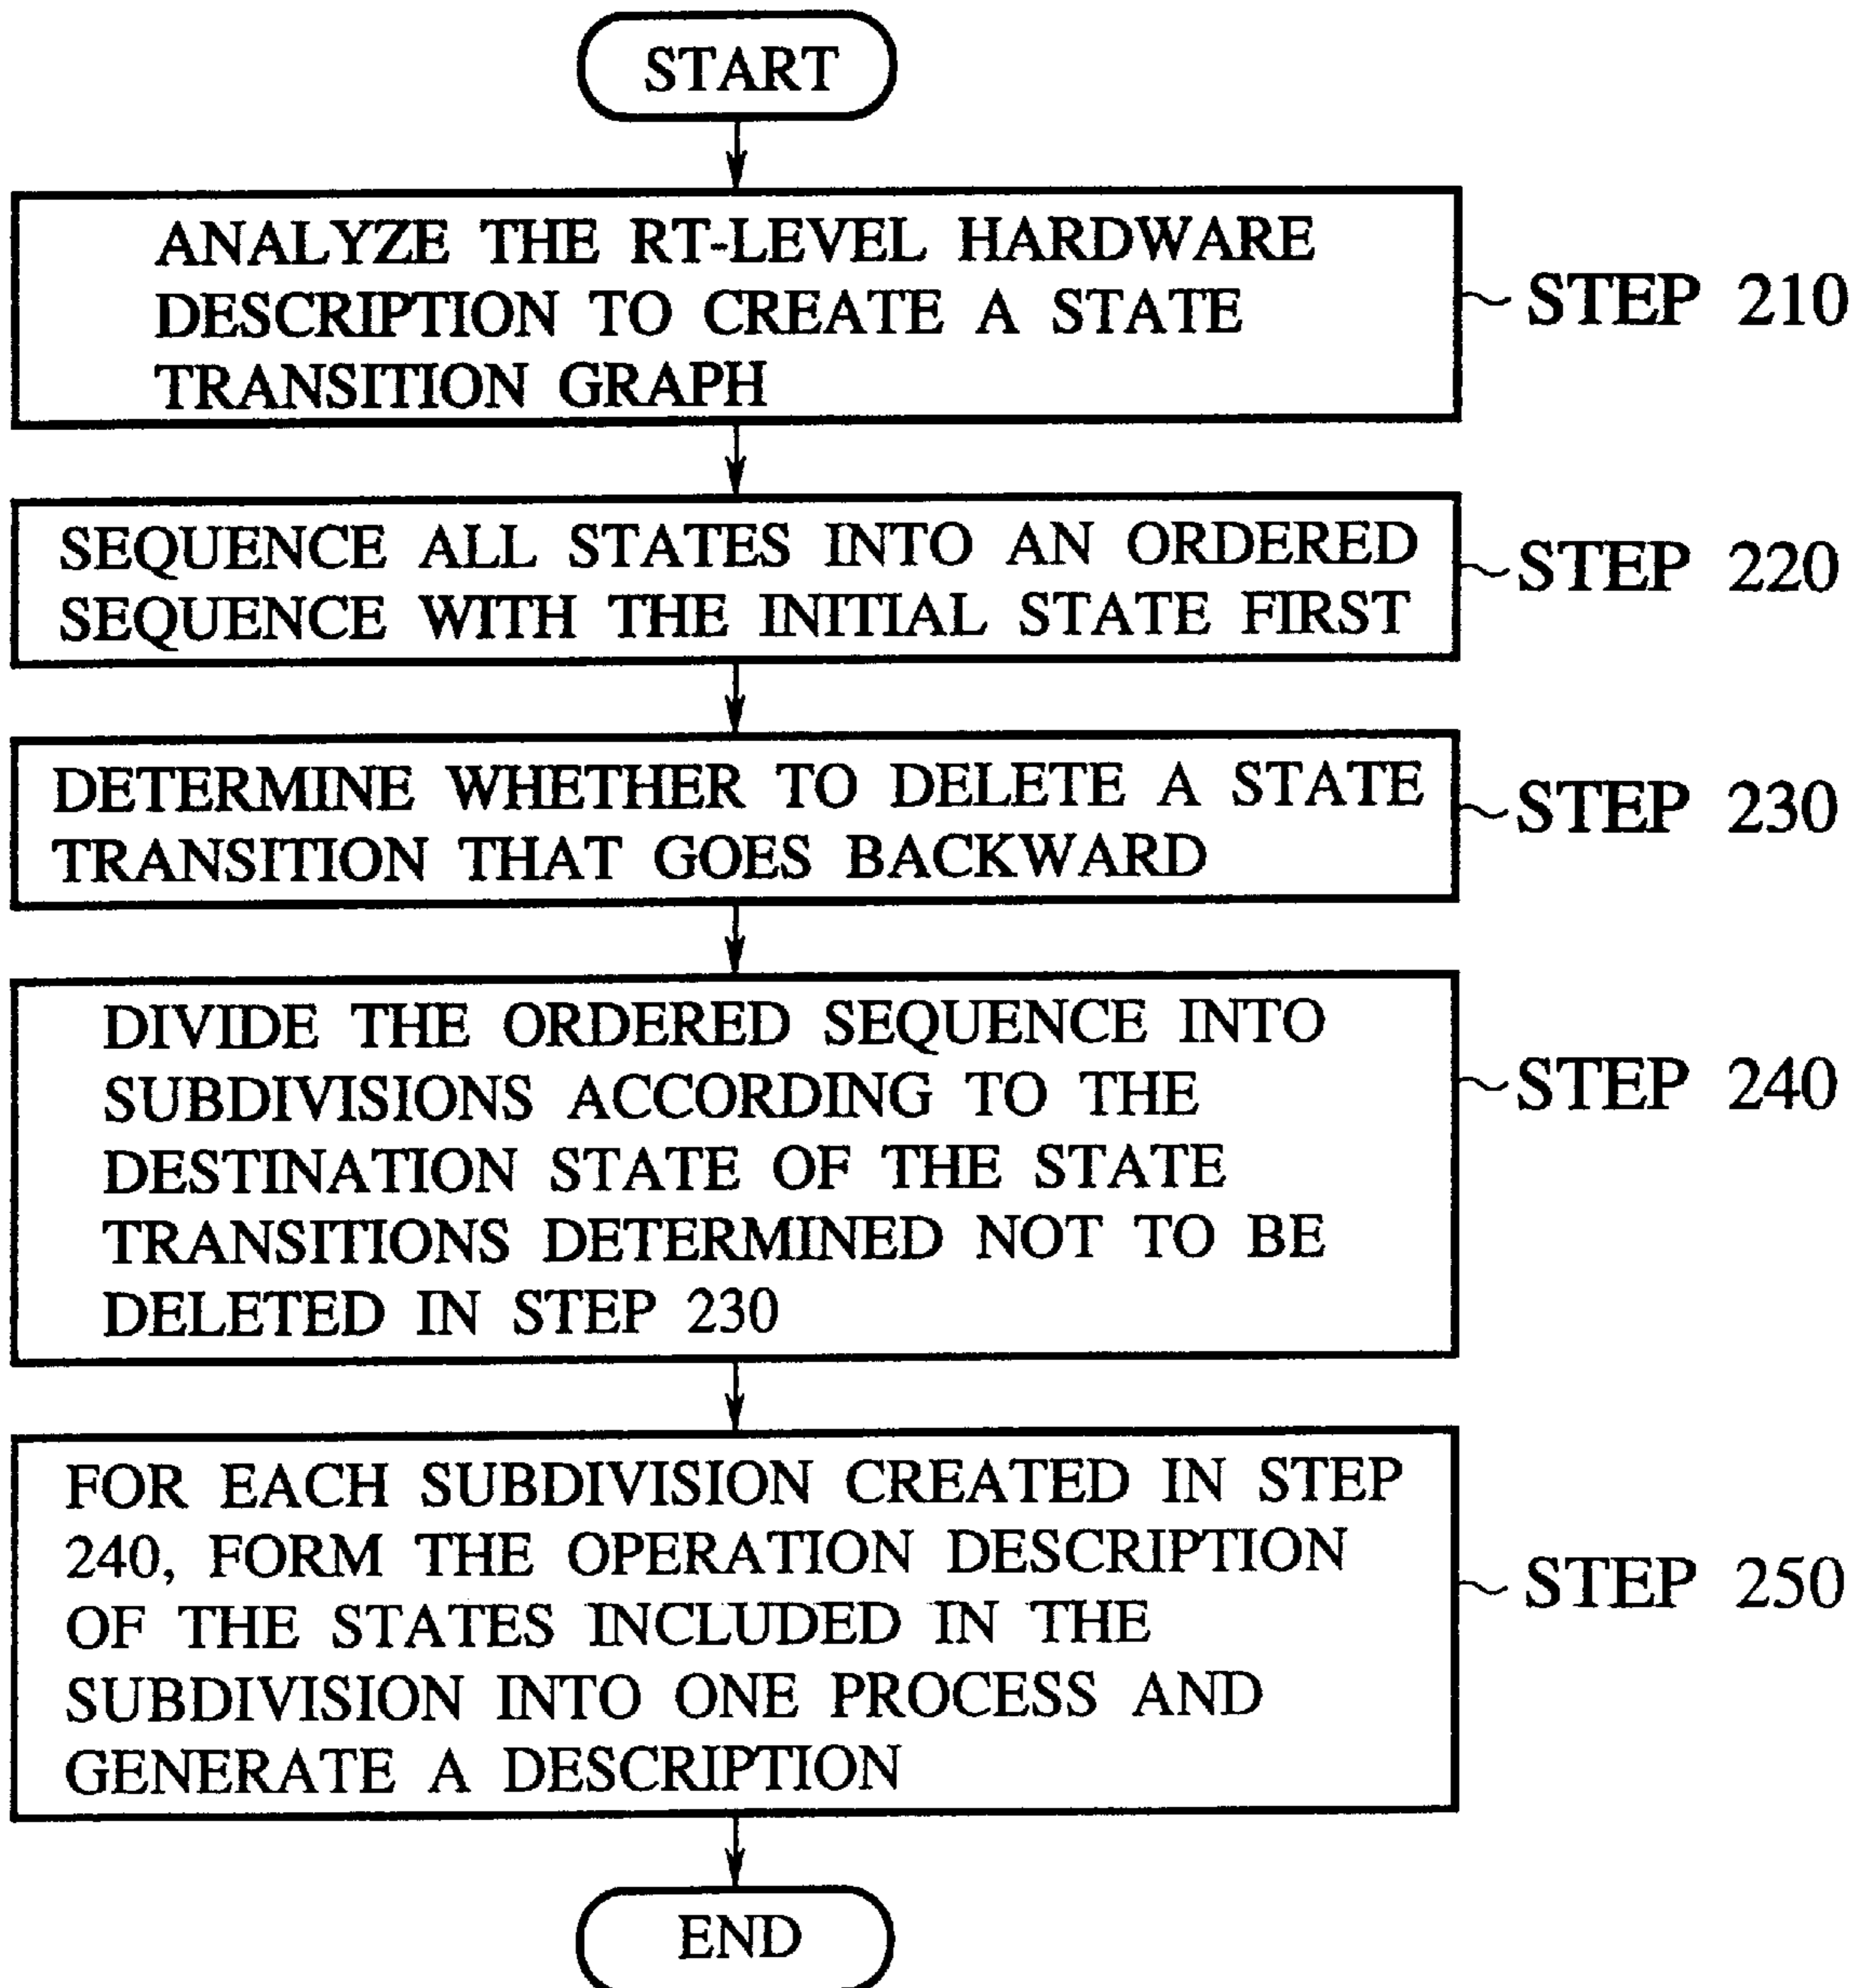 START
ANALYZE THE RT-LEVEL HARDWARE
DESCRIPTION TO CREATE A STATE
TRANSITION GRAPH
STEP 210
SEQUENCE ALL STATES INTO AN ORDERED
SEQUENCE WITH THE INITIAL STATE FIRST
STEP 220
DETERMINE WHETHER TO DELETE A STATE
TRANSITION THAT GOES BACKWARD
STEP 230
DIVIDE THE ORDERED SEQUENCE INTO
SUBDIVISIONS ACCORDING TO THE
DESTINATION STATE OF THE STATE
TRANSITIONS DETERMINED NOT TO BE
DELETED IN STEP 230
STEP 240
FOR EACH SUBDIVISION CREATED IN STEP
240, FORM THE OPERATION DESCRIPTION
OF THE STATES INCLUDED IN THE
SUBDIVISION INTO ONE PROCESS AND
GENERATE A DESCRIPTION
STEP 250
END